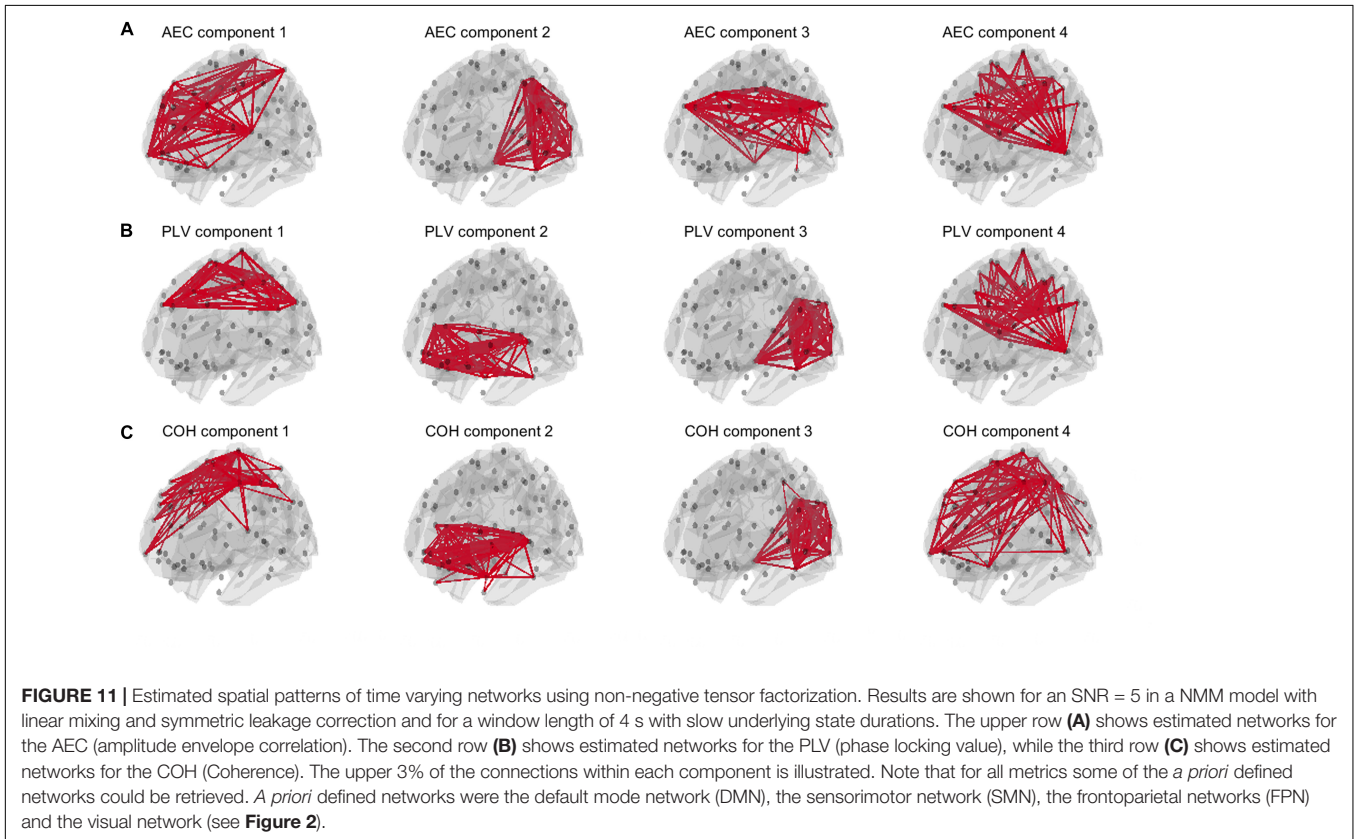 A AEC component 1 AEC component 2 AEC component 3 AEC component 4
B PLV component 1 PLV component 2 PLV component 3 PLV component 4
C COH component 1 COH component 2 COH component 3 COH component 4
FIGURE 11 | Estimated spatial patterns of time varying networks using non-negative tensor factorization. Results are shown for an SNR = 5 in a NMM model with
linear mixing and symmetric leakage correction and for a window length of 4 s with slow underlying state durations. The upper row (A) shows estimated networks for
the AEC (amplitude envelope correlation). The second row (B) shows estimated networks for the PLV (phase locking value), while the third row (C) shows estimated
networks for the COH (Coherence). The upper 3% of the connections within each component is illustrated. Note that for all metrics some of the a priori defined
networks could be retrieved. A priori defined networks were the default mode network (DMN), the sensorimotor network (SMN), the frontoparietal networks (FPN)
and the visual network (see Figure 2).